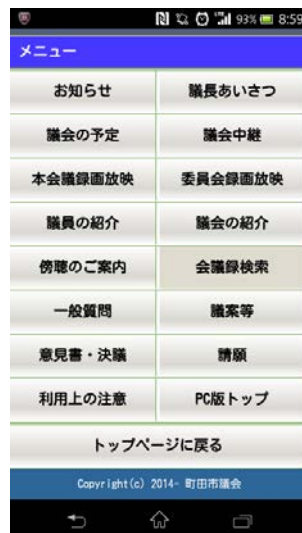 93% 8:59
メニュー
お知らせ 議長あいさつ
議会の予定 議会中継
本会議録画放映 委員会録画放映
議員の紹介 議会の紹介
傍聴のご案内 会議録検索
一般質問 議案等
意見書・決議 請願
利用上の注意 PC版トップ
トップページに戻る
Copyright(c) 2014- 町田市議会